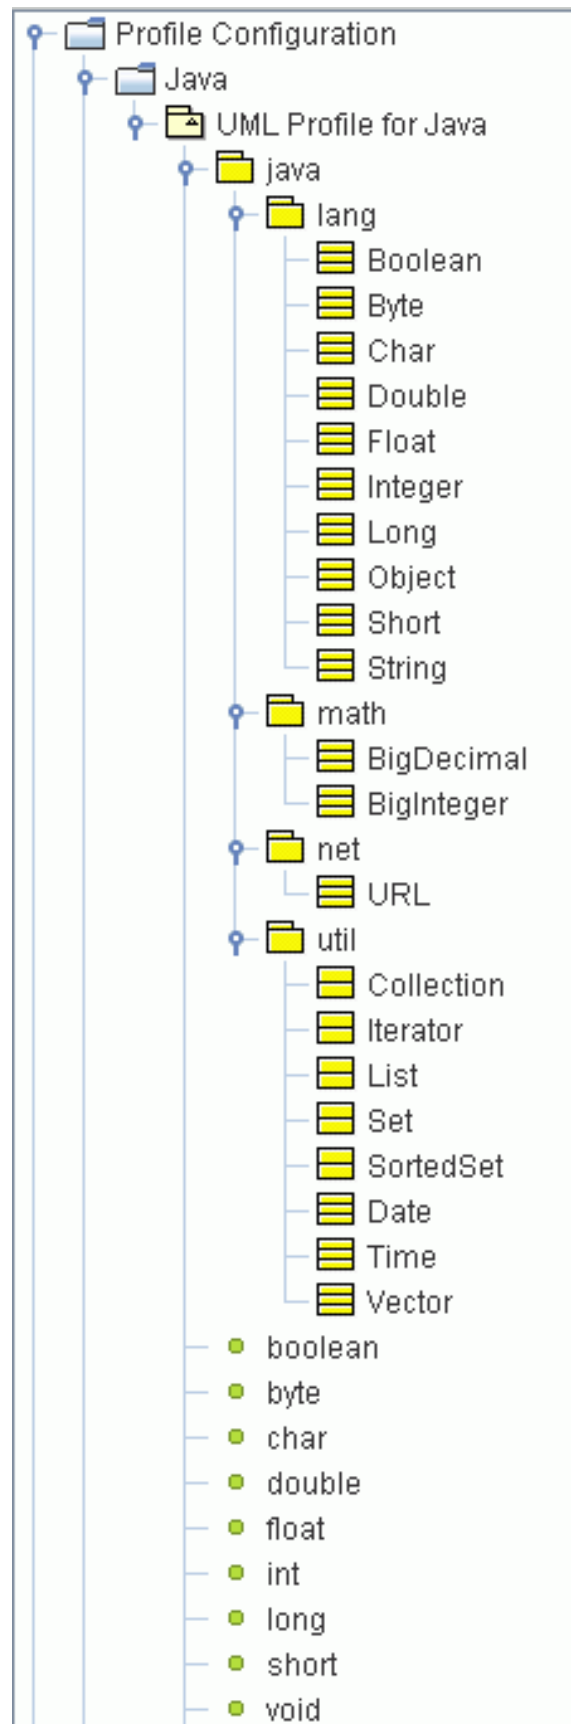 Profile Configuration
Java
UML Profile for Java
java
lang
Boolean
Byte
Char
Double
Float
Integer
Long
Object
Short
String
math
BigDecimal
BigInteger
net
URL
util
Collection
Iterator
List
Set
SortedSet
Date
Time
Vector
boolean
byte
char
double
float
int
long
short
void